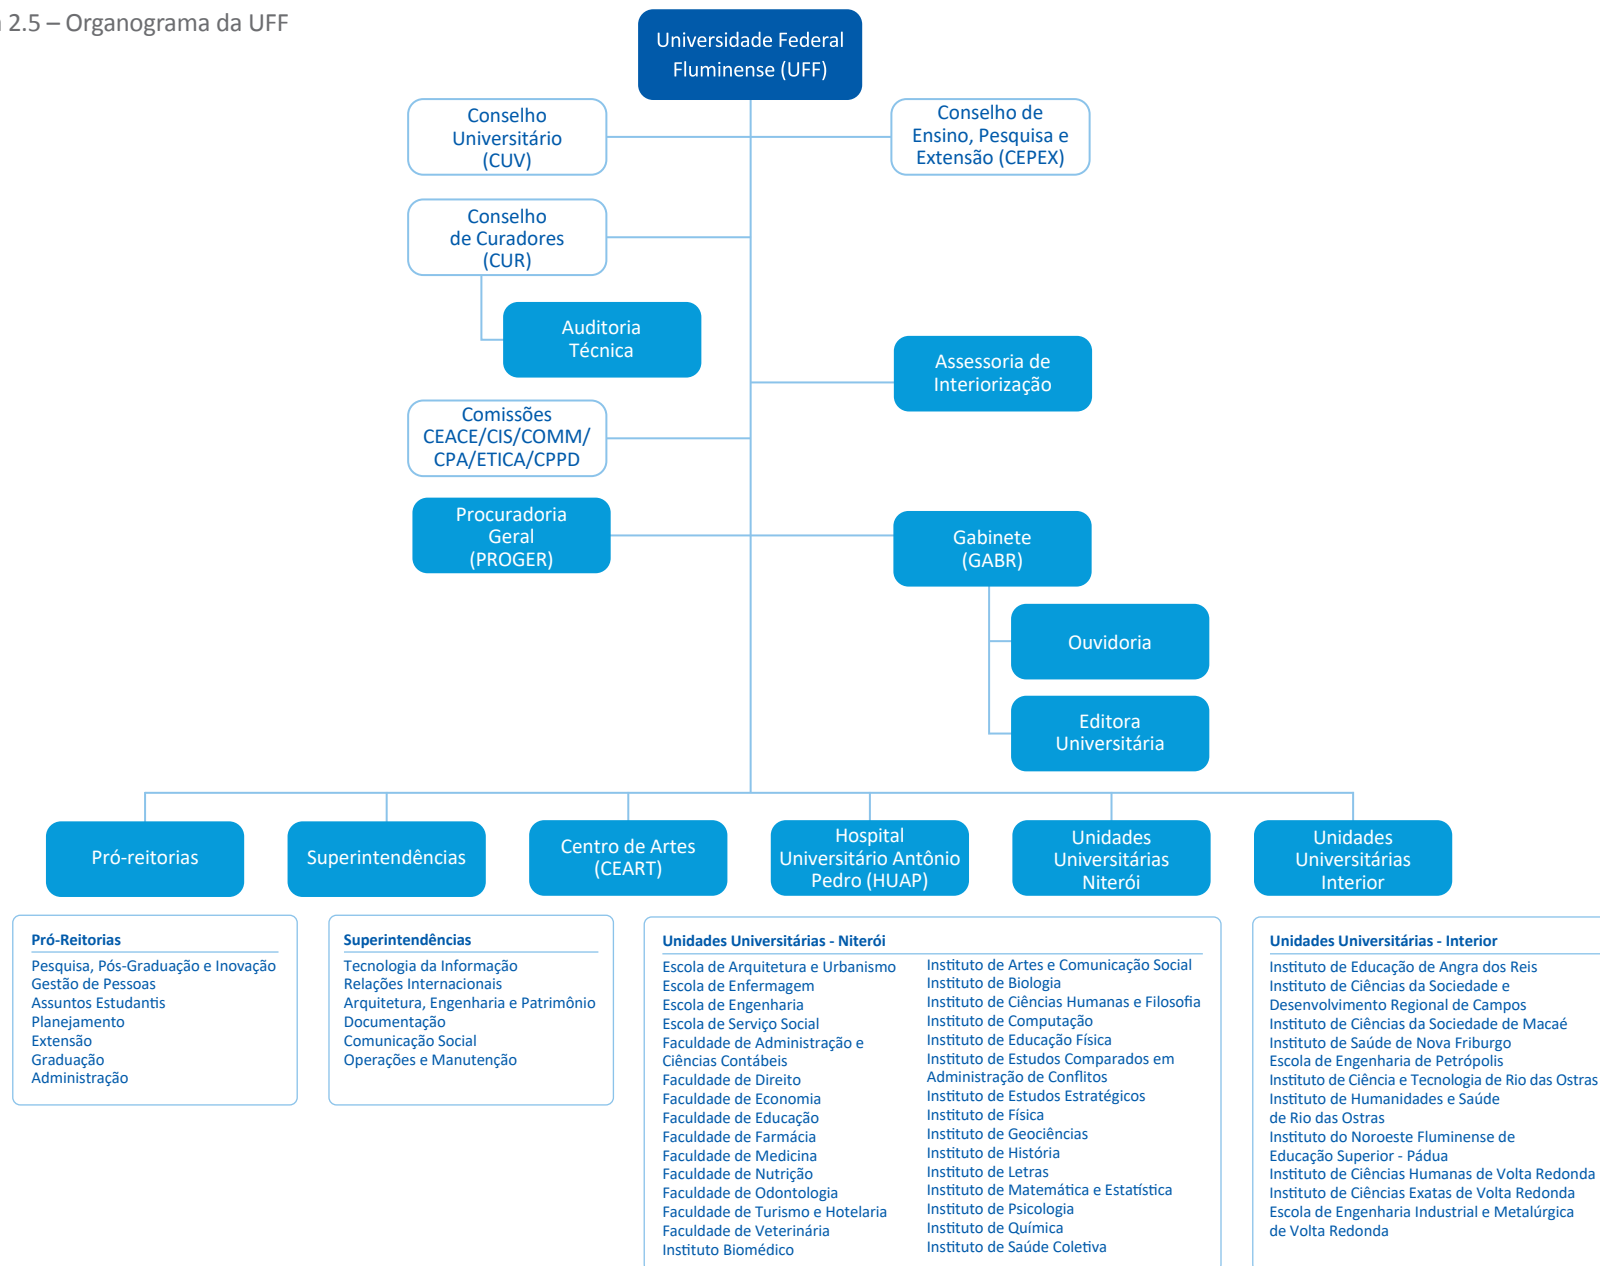 2.5 – Organograma da UFF
Universidade Federal
Fluminense (UFF)
Conselho
Universitário
(CUV)
Conselho de
Ensino, Pesquisa e
Extensão (CEPEX)
Conselho
de Curadores
(CUR)
Auditoria
Técnica
Assessoria de
Interiorização
Comissões
CEACE/CIS/COMM/
CPA/ETICA/CPPD
Procuradoria
Geral
(PROGER)
Gabinete
(GABR)
Ouvidoria
Editora
Universitária
Pró-reitorias
Superintendências
Centro de Artes
(CEART)
Hospital
Universitário Antônio
Pedro (HUAP)
Unidades
Universitárias
Niterói
Unidades
Universitárias
Interior
Pró-Reitorias
Pesquisa, Pós-Graduação e Inovação
Gestão de Pessoas
Assuntos Estudantis
Planejamento
Extensão
Graduação
Administração
Superintendências
Tecnologia da Informação
Relações Internacionais
Arquitetura, Engenharia e Patrimônio
Documentação
Comunicação Social
Operações e Manutenção
Unidades Universitárias - Niterói
Escola de Arquitetura e Urbanismo
Escola de Enfermagem
Escola de Engenharia
Escola de Serviço Social
Faculdade de Administração e
Ciências Contábeis
Faculdade de Direito
Faculdade de Economia
Faculdade de Educação
Faculdade de Farmácia
Faculdade de Medicina
Faculdade de Nutrição
Faculdade de Odontologia
Faculdade de Turismo e Hotelaria
Faculdade de Veterinária
Instituto Biomédico
Instituto de Artes e Comunicação Social
Instituto de Biologia
Instituto de Ciências Humanas e Filosofia
Instituto de Computação
Instituto de Educação Física
Instituto de Estudos Comparados em
Administração de Conflitos
Instituto de Estudos Estratégicos
Instituto de Física
Instituto de Geociências
Instituto de História
Instituto de Letras
Instituto de Matemática e Estatística
Instituto de Psicologia
Instituto de Química
Instituto de Saúde Coletiva
Unidades Universitárias - Interior
Instituto de Educação de Angra dos Reis
Instituto de Ciências da Sociedade e
Desenvolvimento Regional de Campos
Instituto de Ciências da Sociedade de Macaé
Instituto de Saúde de Nova Friburgo
Escola de Engenharia de Petrópolis
Instituto de Ciência e Tecnologia de Rio das Ostras
Instituto de Humanidades e Saúde
de Rio das Ostras
Instituto do Noroeste Fluminense de
Educação Superior - Pádua
Instituto de Ciências Humanas de Volta Redonda
Instituto de Ciências Exatas de Volta Redonda
Escola de Engenharia Industrial e Metalúrgica
de Volta Redonda